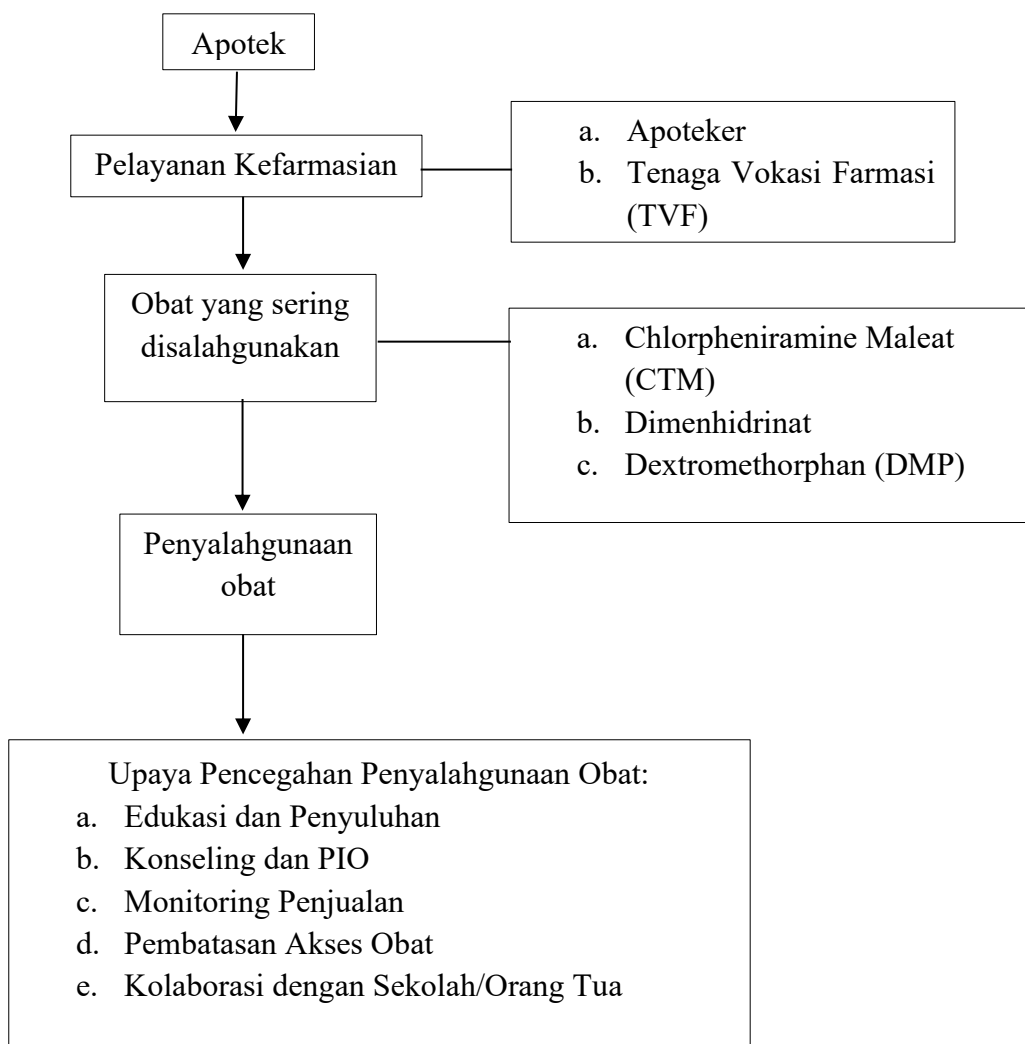 Apotek
Pelayanan Kefarmasian
a. Apoteker
b. Tenaga Vokasi Farmasi
(TVF)
Obat yang sering
disalahgunakan
a. Chlorpheniramine Maleat
(CTM)
b. Dimenhidrinat
c. Dextromethorphan (DMP)
Penyalahgunaan
obat
Upaya Pencegahan Penyalahgunaan Obat:
a. Edukasi dan Penyuluhan
b. Konseling dan PIO
c. Monitoring Penjualan
d. Pembatasan Akses Obat
e. Kolaborasi dengan Sekolah/Orang Tua